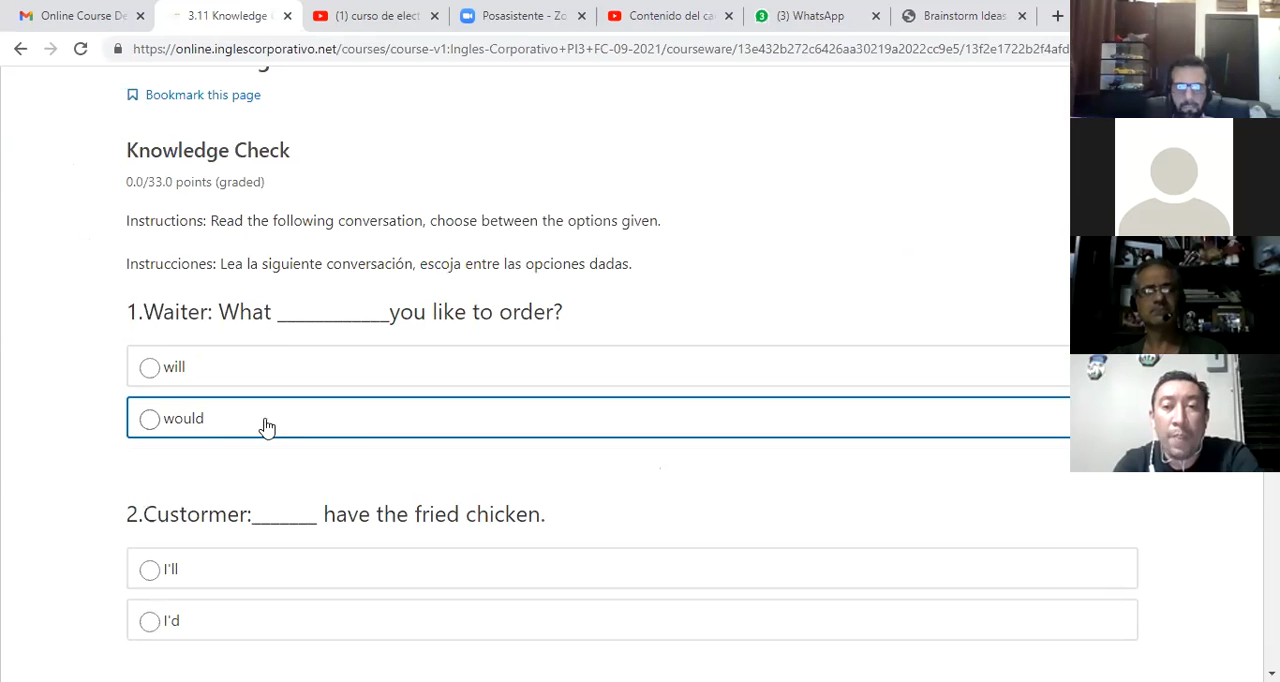 Online Course De
3.11 Knowledge
(1) curso de elect
Posasistente - Zo
Contenido del ca
(3) WhatsApp
Brainstorm Ideas
https://online.inglescorporativo.net/courses/course-v1:Ingles-Corporativo+PI3+FC-09-2021/courseware/13e432b272c6426aa30219a2022cc9e5/13f2e1722b2f4afd
Bookmark this page
Knowledge Check
0.0/33.0 points (graded)
Instructions: Read the following conversation, choose between the options given.
Instrucciones: Lea la siguiente conversación, escoja entre las opciones dadas.
1.Waiter: What ____________you like to order?
will
would
2.Custormer:_______ have the fried chicken.
I'll
I'd